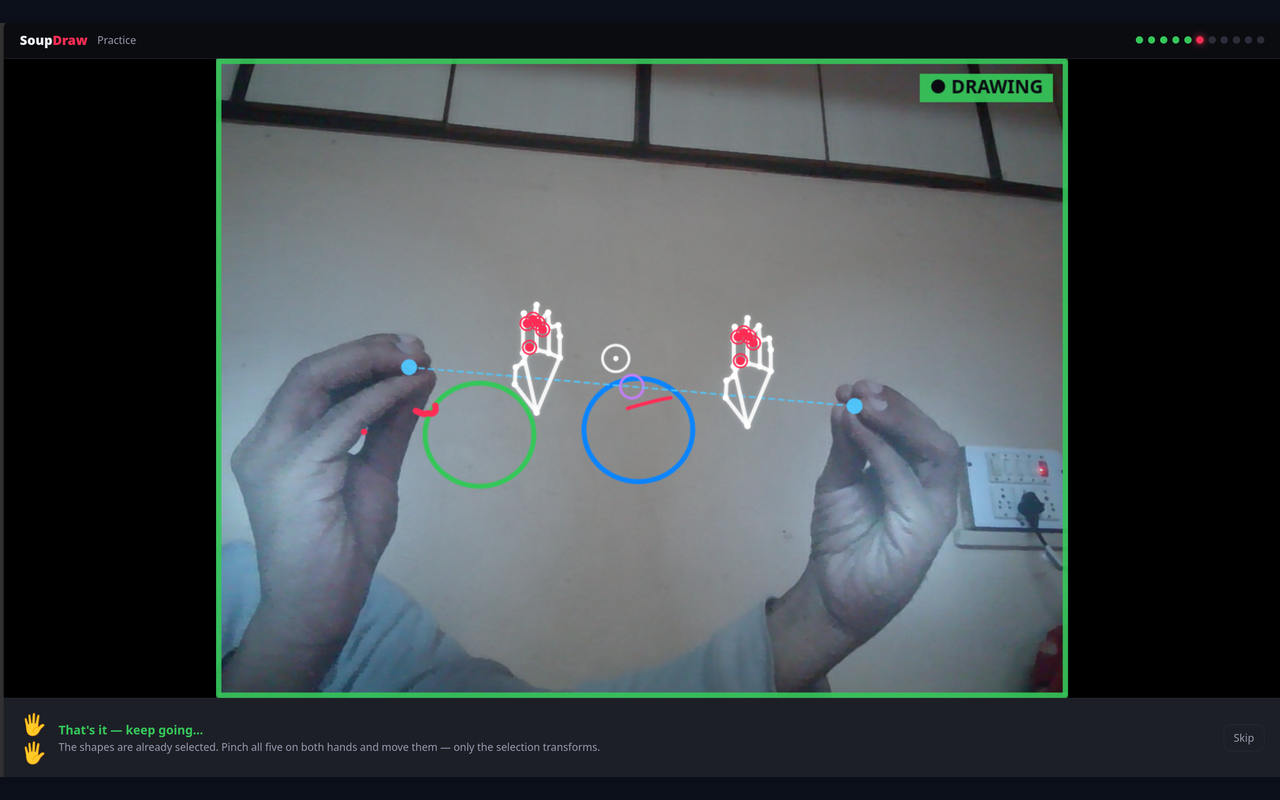 SoupDraw Practice
DRAWING
That's it — keep going...
The shapes are already selected. Pinch all five on both hands and move them — only the selection transforms.
Skip